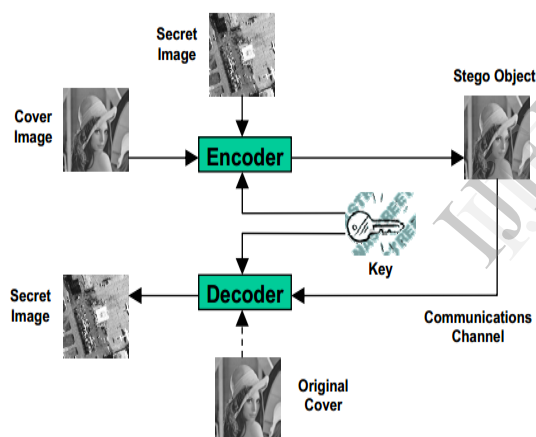 Secret
Image
Stego Object
Cover
Image
Encoder
Key
Secret
Image
Decoder
Communications
Channel
Original
Cover